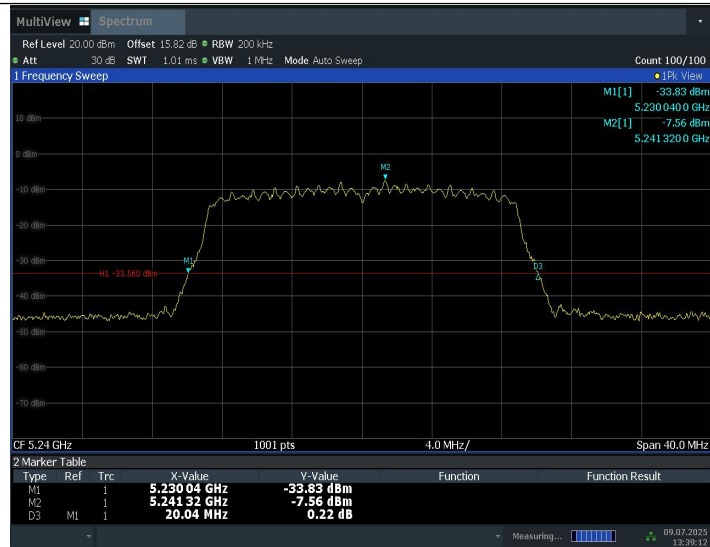 MultiView Spectrum
Ref Level 20.00 dBm Offset 15.82 dB RBW 200 kHz
Att 30 dB SWT 1.01 ms VBW 1 MHz Mode Auto Sweep Count 100/100
1 Frequency Sweep 1Pk View
M1[1] -33.83 dBm
5.230 040 0 GHz
10 dBm
M2[1] -7.56 dBm
5.241 320 0 GHz
0 dBm
M2
-10 dBm
-20 dBm
-30 dBm
M1
D3
H1 -33.560 dBm
-40 dBm
-50 dBm
-60 dBm
-70 dBm
CF 5.24 GHz 1001 pts 4.0 MHz/ Span 40.0 MHz
2 Marker Table
Type Ref Trc X-Value Y-Value Function Function Result
M1 1 5.230 04 GHz -33.83 dBm
M2 1 5.241 32 GHz -7.56 dBm
D3 M1 1 20.04 MHz 0.22 dB
Measuring... 09.07.2025
13:39:12